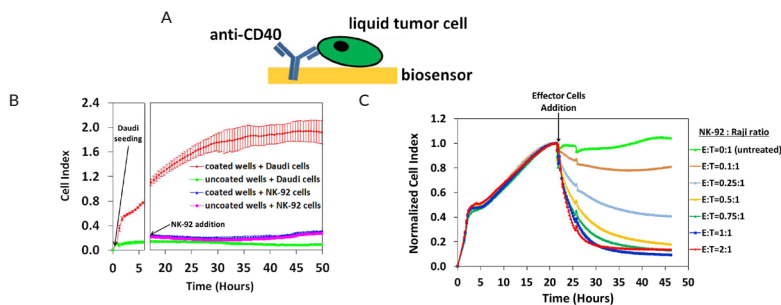 A
anti-CD40
liquid tumor cell
biosensor
B
Cell Index
2.4
2.0
1.6
1.2
0.8
0.4
0
Daudi
seeding
coated wells + Daudi cells
uncoated wells + Daudi cells
coated wells + NK-92 cells
uncoated wells + NK-92 cells
NK-92 addition
0 5 10 15 20 25 30 35 40 45 50
Time (Hours)
C
Effector Cells
Addition
Normalized Cell Index
1.2
1.0
0.8
0.6
0.4
0.2
0.0
0 5 10 15 20 25 30 35 40 45 50
Time (Hours)
NK-92 : Raji ratio
E:T=0:1 (untreated)
E:T=0.1:1
E:T=0.25:1
E:T=0.5:1
E:T=0.75:1
E:T=1:1
E:T=2:1